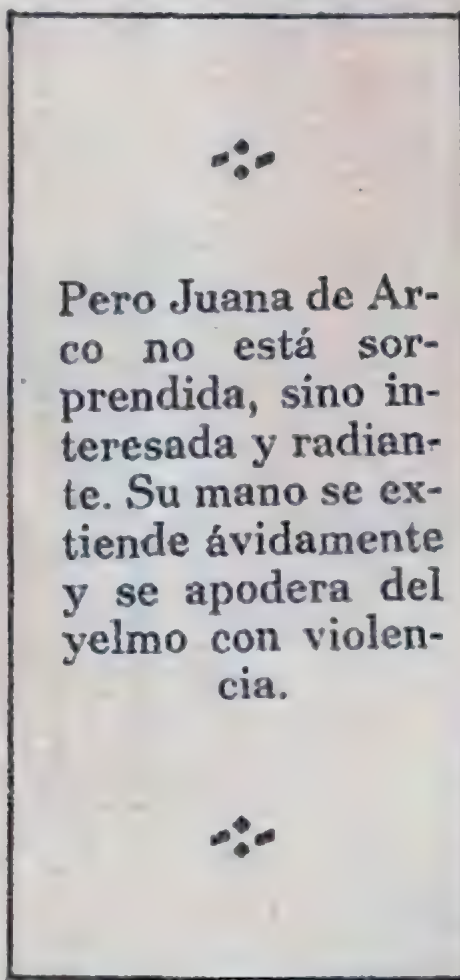 Pero Juana de Ar-
co no está sor-
prendida, sino in-
teresada y radian-
te. Su mano se ex-
tiende ávidamente
y se apodera del
yelmo con violen-
cia.